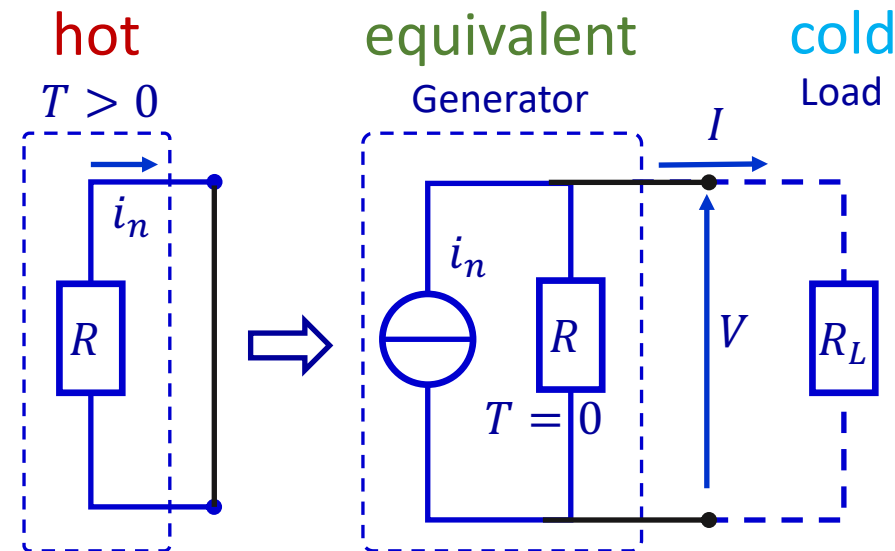 hot
T > 0
i_n
R
equivalent
Generator
i_n
R
T = 0
I
V
cold
Load
R_L